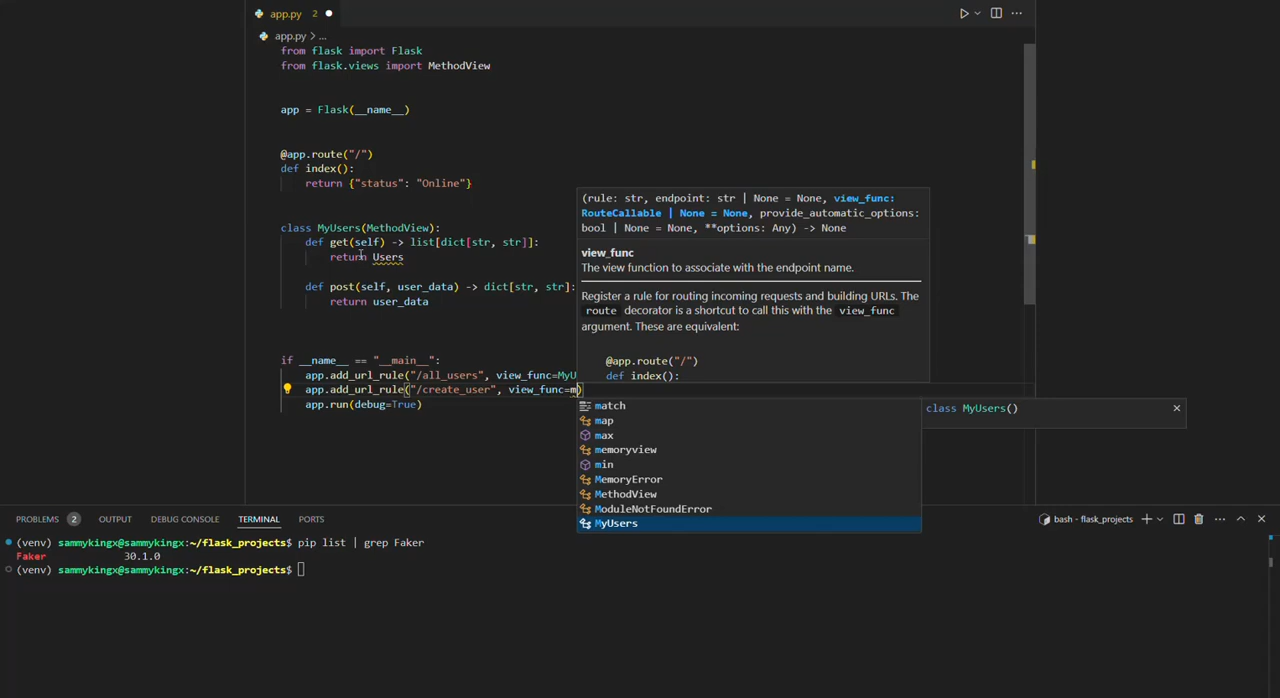 app.py 2
app.py > ...
from flask import Flask
from flask.views import MethodView
app = Flask(__name__)
@app.route("/")
def index():
return {"status": "Online"}
class MyUsers(MethodView):
def get(self) -> list[dict[str, str]]:
return Users
def post(self, user_data) -> dict[str, str]:
return user_data
if __name__ == "__main__":
app.add_url_rule("/all_users", view_func=MyU
app.add_url_rule("/create_user", view_func=m)
app.run(debug=True)
(rule: str, endpoint: str | None = None, view_func:
RouteCallable | None = None, provide_automatic_options:
bool | None = None, **options: Any) -> None
view_func
The view function to associate with the endpoint name.
Register a rule for routing incoming requests and building URLs. The
route decorator is a shortcut to call this with the view_func
argument. These are equivalent:
@app.route("/")
def index():
match
map
max
memoryview
min
MemoryError
MethodView
ModuleNotFoundError
MyUsers
class MyUsers()
PROBLEMS 2 OUTPUT DEBUG CONSOLE TERMINAL PORTS
bash - flask_projects
(venv) sammykingx@sammykingx:~/flask_projects$ pip list | grep Faker
Faker 30.1.0
(venv) sammykingx@sammykingx:~/flask_projects$